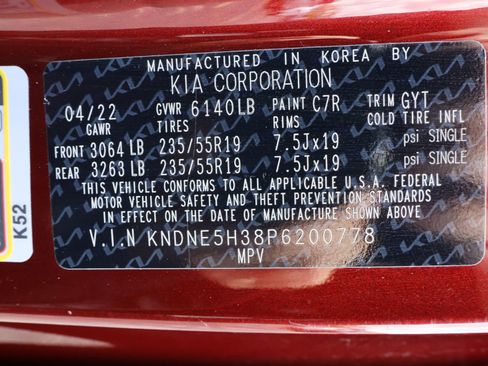 MANUFACTURED IN KOREA BY
KIA CORPORATION
04/22 GVWR 6140LB PAINT C7R TRIM GYT
GAWR TIRES RIMS COLD TIRE INFL
FRONT 3064 LB 235/55R19 7.5Jx19 psi SINGLE
REAR 3263 LB 235/55R19 7.5Jx19 psi SINGLE
THIS VEHICLE CONFORMS TO ALL APPLICABLE U.S.A. FEDERAL
MOTOR VEHICLE SAFETY AND THEFT PREVENTION STANDARDS
IN EFFECT ON THE DATE OF MANUFACTURE SHOWN ABOVE
V.I.N KNDNE5H38P6200778
MPV
K52